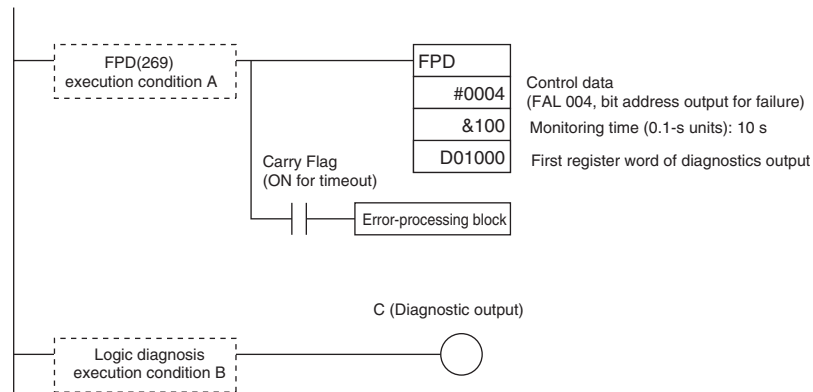 FPD(269)
execution condition A
FPD
#0004
Control data
(FAL 004, bit address output for failure)
&100
Monitoring time (0.1-s units): 10 s
D01000
First register word of diagnostics output
Carry Flag
(ON for timeout)
Error-processing block
C (Diagnostic output)
Logic diagnosis
execution condition B